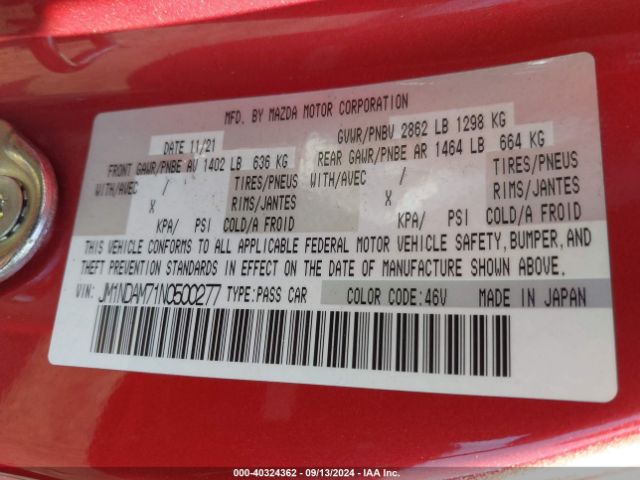 MFD. BY MAZDA MOTOR CORPORATION
DATE 11/21 GVWR/PNBV 2862 LB 1298 KG
FRONT GAWR/PNBE AV 1402 LB 636 KG REAR GAWR/PNBE AR 1464 LB 664 KG
WITH/AVEC / TIRES/PNEUS WITH/AVEC / TIRES/PNEUS
X RIMS/JANTES X RIMS/JANTES
KPA/ PSI COLD/A FROID KPA/ PSI COLD/A FROID
THIS VEHICLE CONFORMS TO ALL APPLICABLE FEDERAL MOTOR VEHICLE SAFETY, BUMPER, AND
THEFT PREVENTION STANDARDS IN EFFECT ON THE DATE OF MANUFACTURE SHOWN ABOVE.
VIN: JM1NDAM71N0500277 TYPE:PASS CAR COLOR CODE:46V MADE IN JAPAN
000-40324362 - 09/13/2024 - IAA Inc.